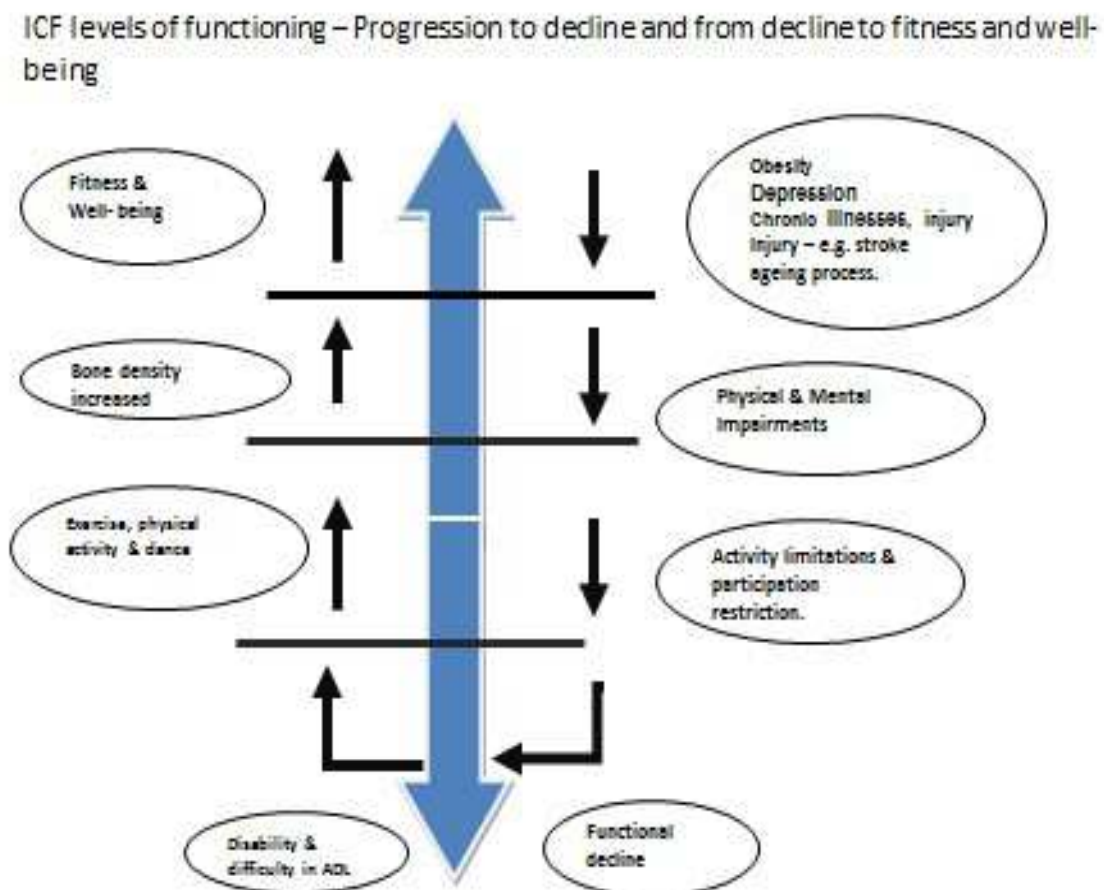 ICF levels of functioning – Progression to decline and from decline to fitness and well-
being
Fitness &
Well- being
Obesity
Depression
Chronic illnesses, injury
Injury – e.g. stroke
ageing process.
Bone density
increased
Physical & Mental
Impairments
Exercise, physical
activity & dance
Activity limitations &
participation
restriction.
Disability &
difficulty in ADL
Functional
decline